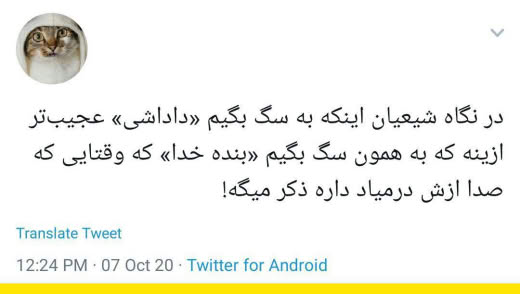 در نگاه شیعیان اینکه به سگ بگیم «داداشی» عجیب‌تر
ازینه که به همون سگ بگیم «بنده خدا» که وقتایی که
صدا ازش درمیاد داره ذکر میگه!
Translate Tweet
12:24 PM · 07 Oct 20 · Twitter for Android